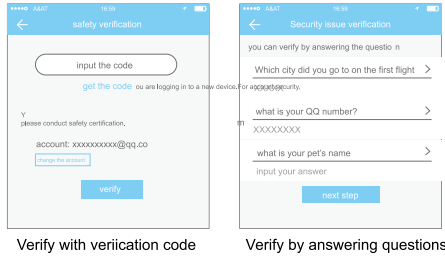 A&AT 16:59
safety verification
input the code
get the code
ou are logging in to a new device.For account security,
Y
please conduct safety certification,
account: xxxxxxxxxx@qq.co
m
change the account
verify
Verify with veriication code
A&AT 16:59
Security issue verification
you can verify by answering the questio n
Which city did you go to on the first flight >
XXXXX
what is your QQ number? >
XXXXXXXX
what is your pet's name >
input your answer
next step
Verify by answering questions